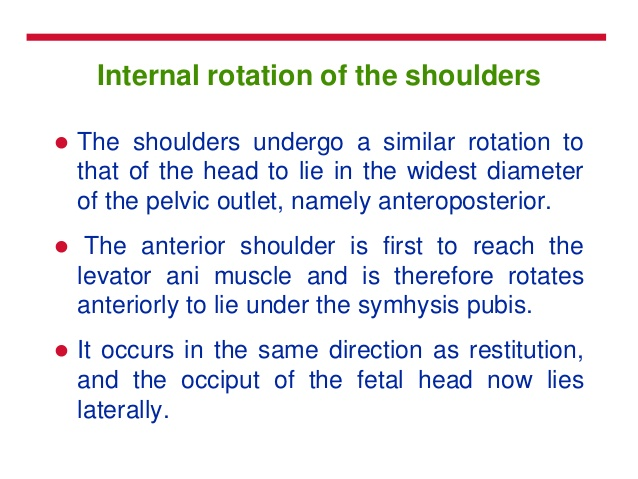 Internal rotation of the shoulders
● The shoulders undergo a similar rotation to
that of the head to lie in the widest diameter
of the pelvic outlet, namely anteroposterior.
● The anterior shoulder is first to reach the
levator ani muscle and is therefore rotates
anteriorly to lie under the symhysis pubis.
● It occurs in the same direction as restitution,
and the occiput of the fetal head now lies
laterally.